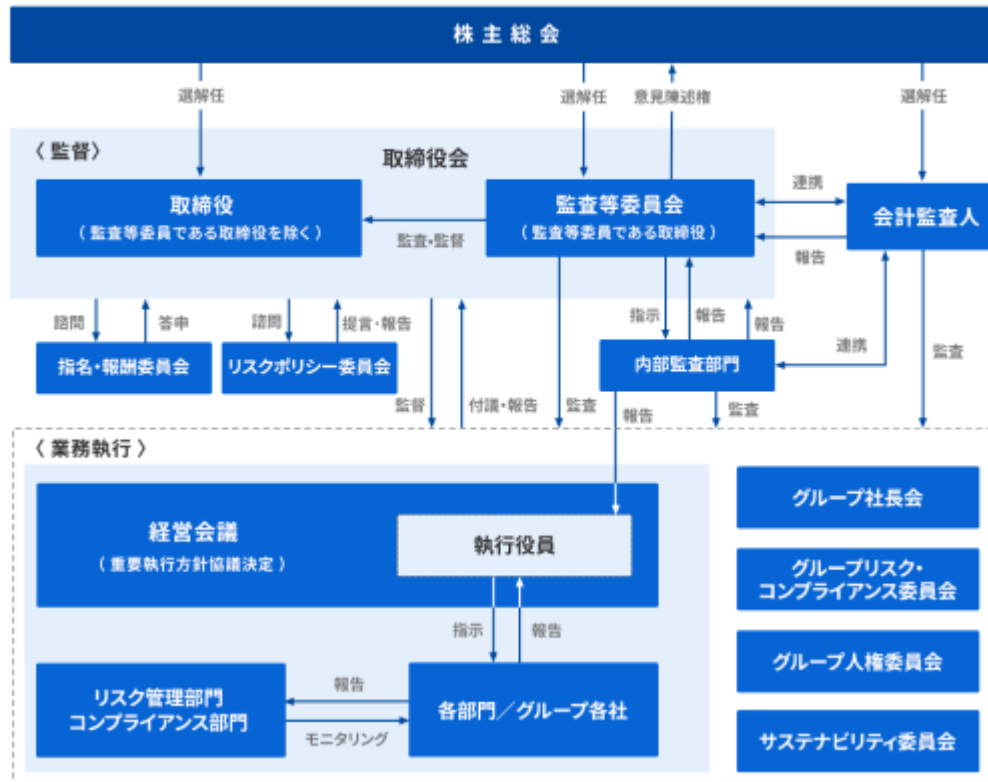 株主総会
選解任
選解任
意見陳述権
選解任
〈 監督〉
取締役会
取締役
（ 監査等委員である取締役を除く ）
監査・監督
監査等委員会
（ 監査等委員である取締役 ）
連携
報告
会計監査人
諮問
答申
諮問
提言・報告
指示
報告
報告
連携
監査
指名・報酬委員会
リスクポリシー委員会
内部監査部門
監督
付議・報告
監査
報告
監査
〈 業務執行 〉
経営会議
（ 重要執行方針協議決定 ）
執行役員
指示
報告
リスク管理部門
コンプライアンス部門
報告
モニタリング
各部門／グループ各社
グループ社長会
グループリスク・
コンプライアンス委員会
グループ人権委員会
サステナビリティ委員会